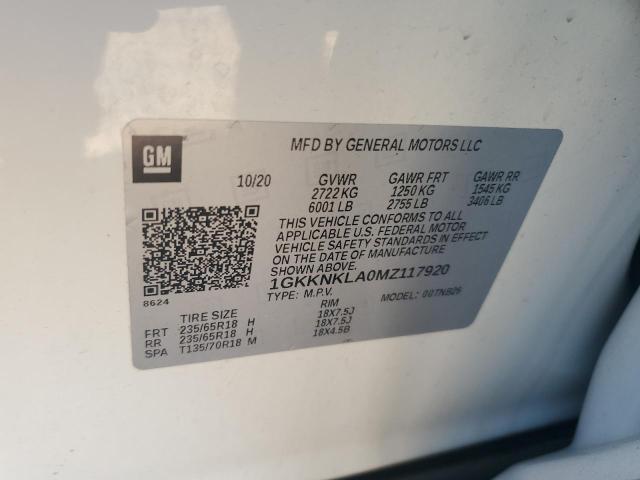 GM
MFD BY GENERAL MOTORS LLC
10/20 GVWR GAWR FRT GAWR RR
2722 KG 1250 KG 1545 KG
6001 LB 2755 LB 3406 LB
THIS VEHICLE CONFORMS TO ALL
APPLICABLE U.S. FEDERAL MOTOR
VEHICLE SAFETY STANDARDS IN EFFECT
ON THE DATE OF MANUFACTURE
SHOWN ABOVE.
1GKKNKLA0MZ117920
TYPE: M.P.V. MODEL: 00TNB26
8624
TIRE SIZE RIM
FRT 235/65R18 H 18X7.5J
RR 235/65R18 H 18X7.5J
SPA T135/70R18 M 18X4.5B